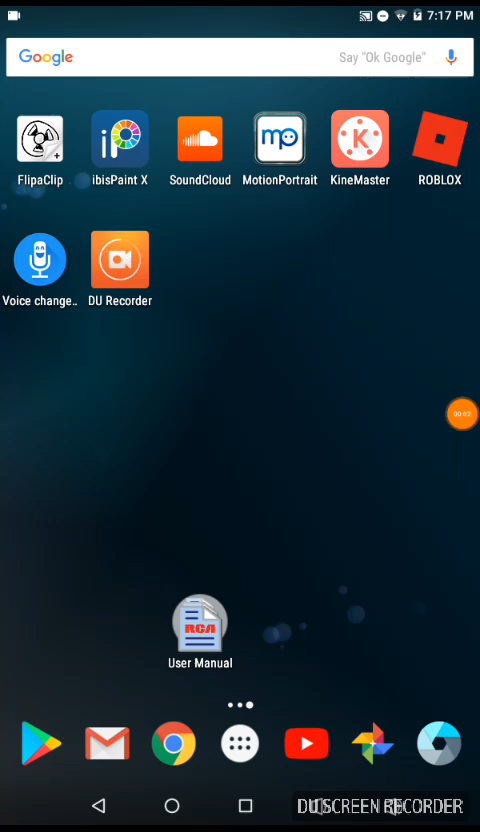 7:17 PM
Google Say "Ok Google"
FlipaClip ibisPaint X SoundCloud MotionPortrait KineMaster ROBLOX
Voice change.. DU Recorder
00:02
RCA
User Manual
DU SCREEN RECORDER